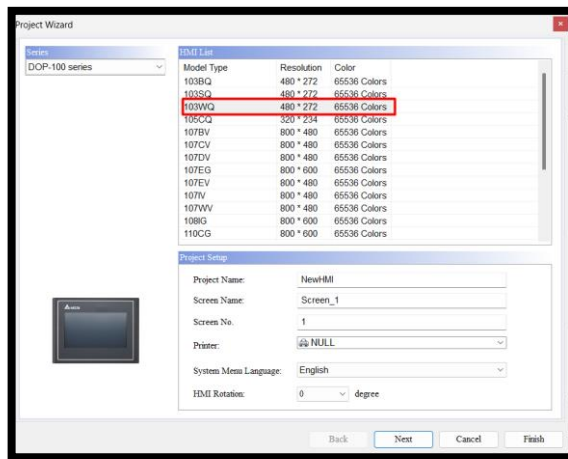 Project Wizard
Series
DOP-100 series
HMI List
Model Type Resolution Color
103BQ 480 * 272 65536 Colors
103SQ 480 * 272 65536 Colors
103WQ 480 * 272 65536 Colors
105CQ 320 * 234 65536 Colors
107BV 800 * 480 65536 Colors
107CV 800 * 480 65536 Colors
107DV 800 * 480 65536 Colors
107EG 800 * 600 65536 Colors
107EV 800 * 480 65536 Colors
107IV 800 * 480 65536 Colors
107WV 800 * 480 65536 Colors
108IG 800 * 600 65536 Colors
110CG 800 * 600 65536 Colors
Project Setup
Project Name: NewHMI
Screen Name: Screen_1
Screen No. 1
Printer: NULL
System Menu Language: English
HMI Rotation: 0 degree
Back Next Cancel Finish